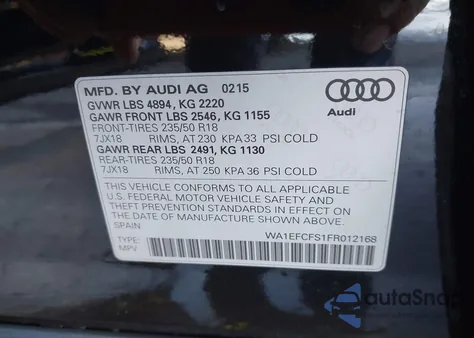 MFD. BY AUDI AG 0215
GVWR LBS 4894, KG 2220
GAWR FRONT LBS 2546, KG 1155
FRONT-TIRES 235/50 R18
7JX18 RIMS, AT 230 KPA 33 PSI COLD
GAWR REAR LBS 2491, KG 1130
REAR-TIRES 235/50 R18
7JX18 RIMS, AT 250 KPA 36 PSI COLD
Audi
THIS VEHICLE CONFORMS TO ALL APPLICABLE
U.S. FEDERAL MOTOR VEHICLE SAFETY AND
THEFT PREVENTION STANDARDS IN EFFECT ON
THE DATE OF MANUFACTURE SHOWN ABOVE.
SPAIN
WA1EFCFS1FR012168
TYPE:
MPV
autoSnap